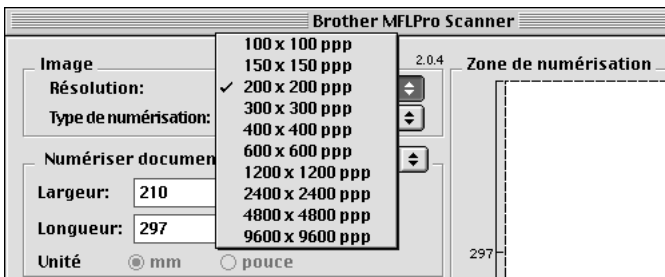 Brother MFLPro Scanner
Image
2.0.4
Résolution:
Type de numérisation:
100 x 100 ppp
150 x 150 ppp
✓ 200 x 200 ppp
300 x 300 ppp
400 x 400 ppp
600 x 600 ppp
1200 x 1200 ppp
2400 x 2400 ppp
4800 x 4800 ppp
9600 x 9600 ppp
Numériser documen
Largeur: 210
Longueur: 297
Unité mm pouce
Zone de numérisation
297